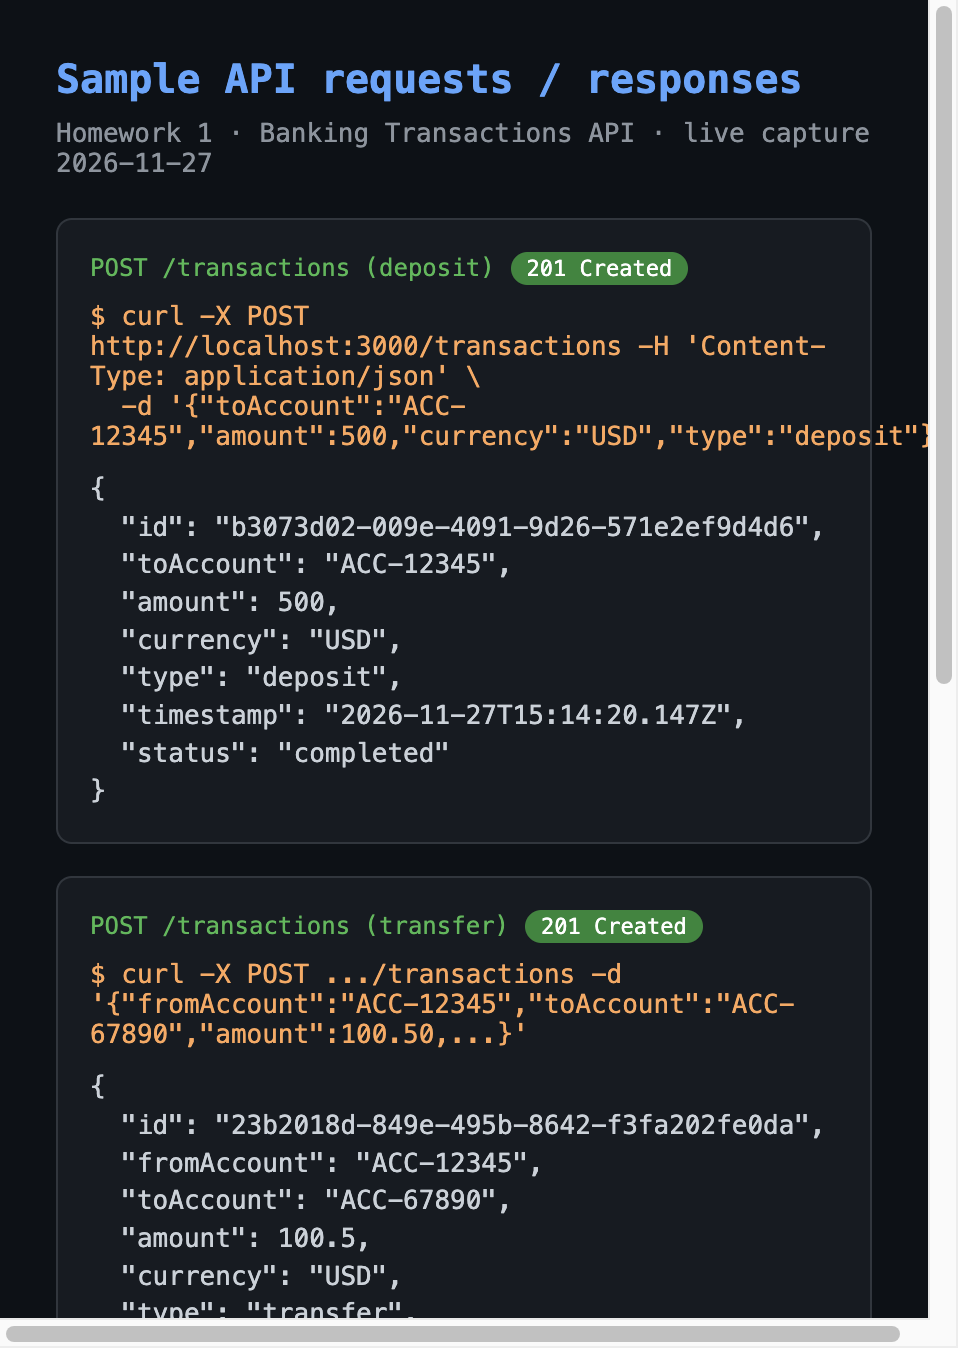 Sample API requests / responses
Homework 1 · Banking Transactions API · live capture
2026-11-27
POST /transactions (deposit) 201 Created
$ curl -X POST
http://localhost:3000/transactions -H 'Content-
Type: application/json' \
  -d '{"toAccount":"ACC-
12345","amount":500,"currency":"USD","type":"deposit"}
{
  "id": "b3073d02-009e-4091-9d26-571e2ef9d4d6",
  "toAccount": "ACC-12345",
  "amount": 500,
  "currency": "USD",
  "type": "deposit",
  "timestamp": "2026-11-27T15:14:20.147Z",
  "status": "completed"
}
POST /transactions (transfer) 201 Created
$ curl -X POST .../transactions -d
'{"fromAccount":"ACC-12345","toAccount":"ACC-
67890","amount":100.50,...}'
{
  "id": "23b2018d-849e-495b-8642-f3fa202fe0da",
  "fromAccount": "ACC-12345",
  "toAccount": "ACC-67890",
  "amount": 100.5,
  "currency": "USD",
  "type": "transfer",